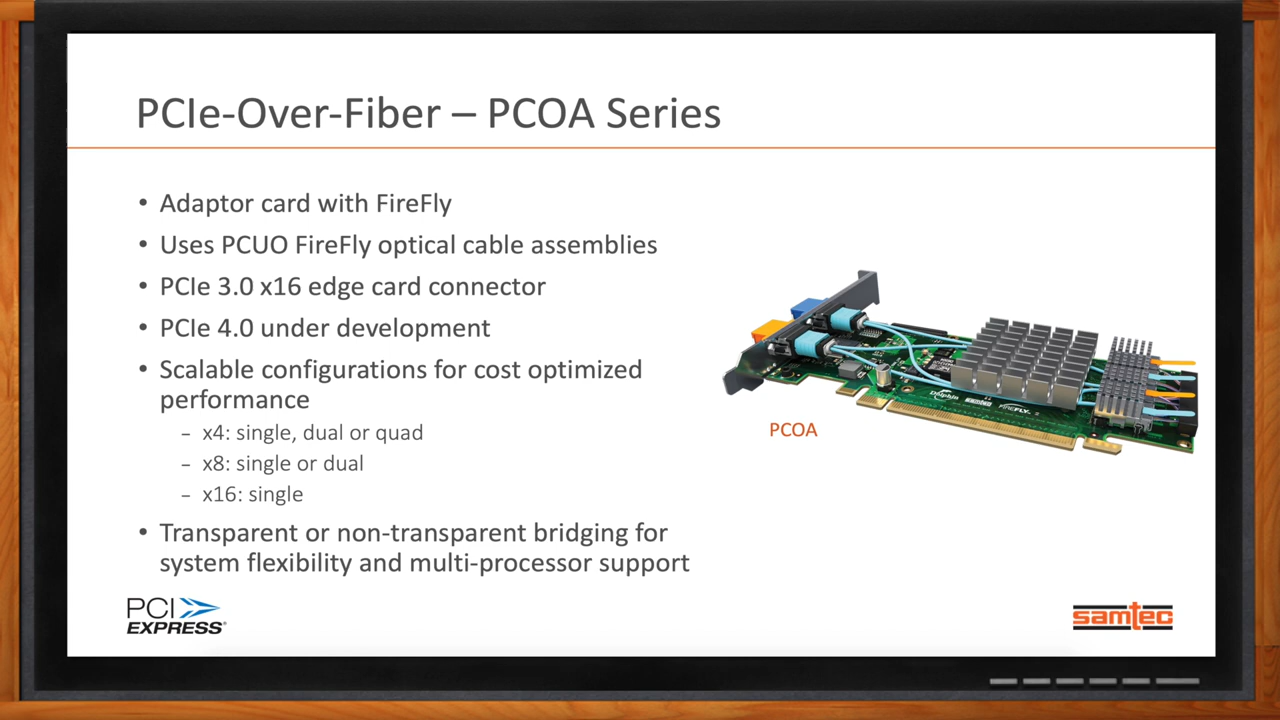 PCIe-Over-Fiber – PCOA Series
• Adaptor card with FireFly
• Uses PCUO FireFly optical cable assemblies
• PCIe 3.0 x16 edge card connector
• PCIe 4.0 under development
• Scalable configurations for cost optimized
performance
– x4: single, dual or quad
– x8: single or dual
– x16: single
• Transparent or non-transparent bridging for
system flexibility and multi-processor support
Dolphin
samtec
FIREFLY
PCOA
PCI
EXPRESS®
samtec